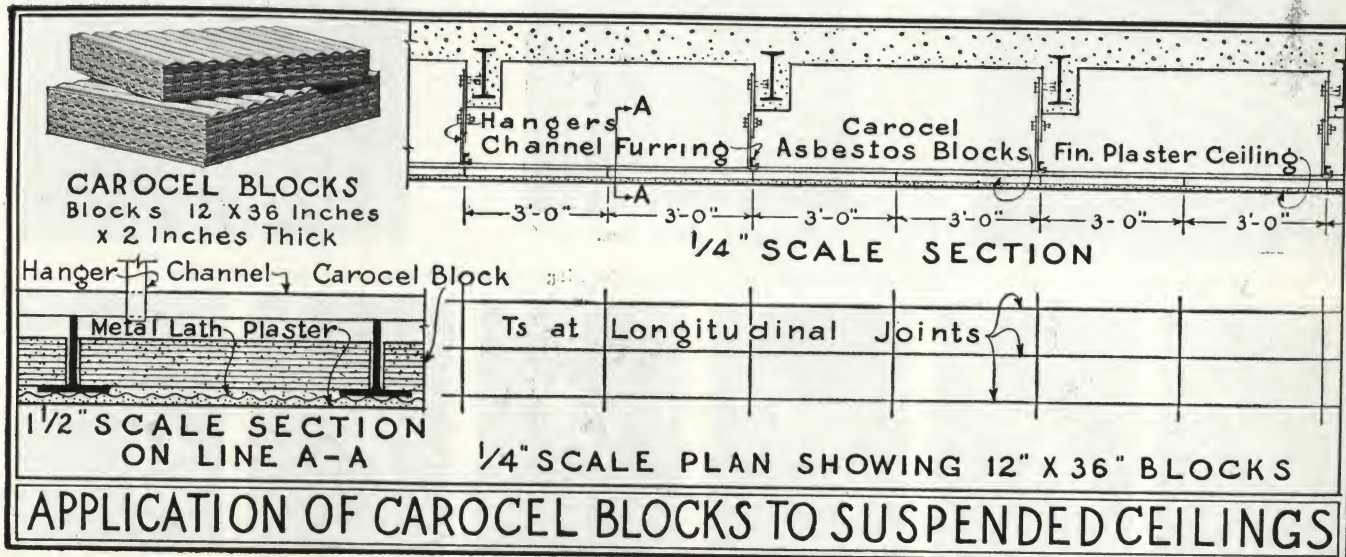 CAROCEL BLOCKS
Blocks 12 X 36 Inches
x 2 Inches Thick
A
Hangers
Channel Furring
Carocel
Asbestos Blocks
Fin. Plaster Ceiling
A
3'-0" 3'-0" 3'-0" 3'-0" 3-0" 3'-0"
1/4" SCALE SECTION
Hanger Channel Carocel Block
Metal Lath Plaster
1 1/2" SCALE SECTION
ON LINE A-A
Ts at Longitudinal Joints
1/4" SCALE PLAN SHOWING 12" X 36" BLOCKS
APPLICATION OF CAROCEL BLOCKS TO SUSPENDED CEILINGS